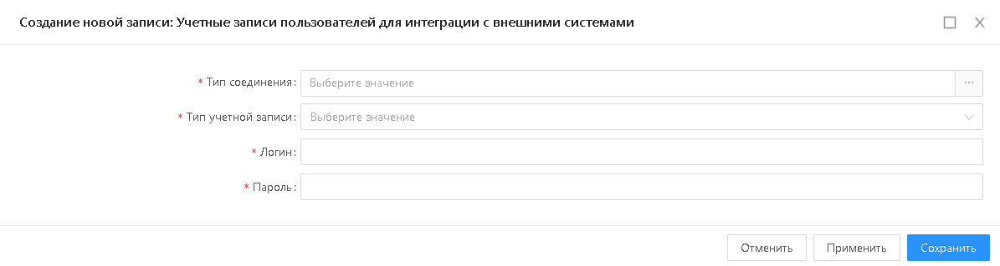 Создание новой записи: Учетные записи пользователей для интеграции с внешними системами
* Тип соединения: Выберите значение ...
* Тип учетной записи: Выберите значение
* Логин:
* Пароль:
Отменить Применить Сохранить